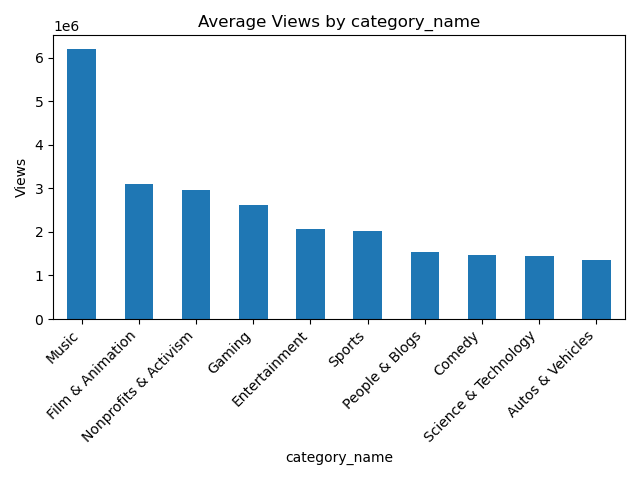 Average Views by category_name
1e6
6
5
4
3
2
1
0
Views
Music
Film & Animation
Nonprofits & Activism
Gaming
Entertainment
Sports
People & Blogs
Comedy
Science & Technology
Autos & Vehicles
category_name